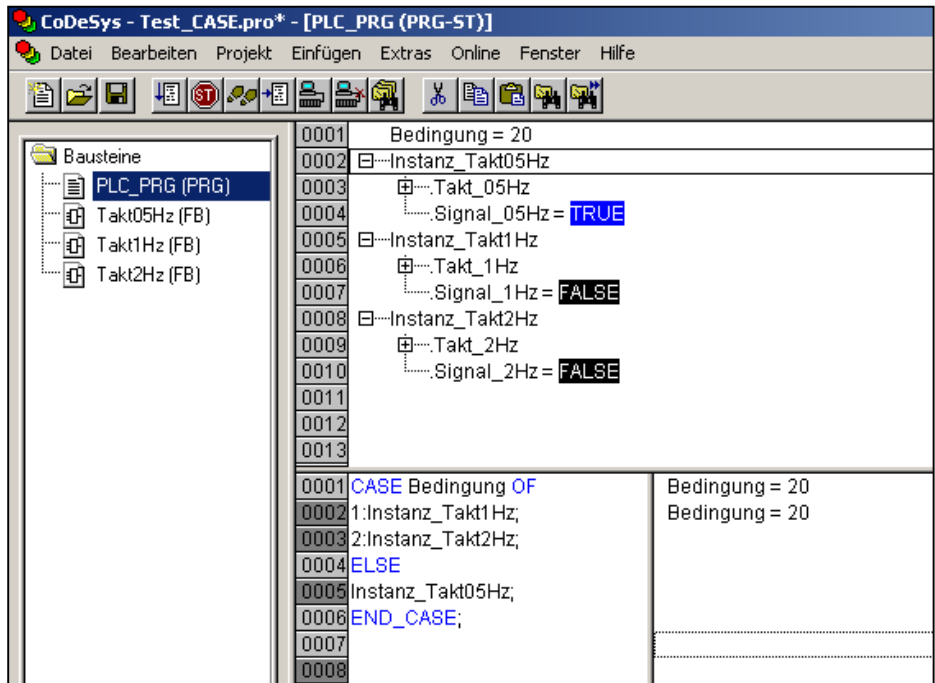 CoDeSys - Test_CASE.pro* - [PLC_PRG (PRG-ST)]
Datei Bearbeiten Projekt Einfügen Extras Online Fenster Hilfe
Bausteine
PLC_PRG (PRG)
Takt05Hz (FB)
Takt1Hz (FB)
Takt2Hz (FB)
0001 Bedingung = 20
0002 Instanz_Takt05Hz
0003 .Takt_05Hz
0004 .Signal_05Hz = TRUE
0005 Instanz_Takt1Hz
0006 .Takt_1Hz
0007 .Signal_1Hz = FALSE
0008 Instanz_Takt2Hz
0009 .Takt_2Hz
0010 .Signal_2Hz = FALSE
0011
0012
0013
0001 CASE Bedingung OF
0002 1:Instanz_Takt1Hz;
0003 2:Instanz_Takt2Hz;
0004 ELSE
0005 Instanz_Takt05Hz;
0006 END_CASE;
0007
0008
Bedingung = 20
Bedingung = 20